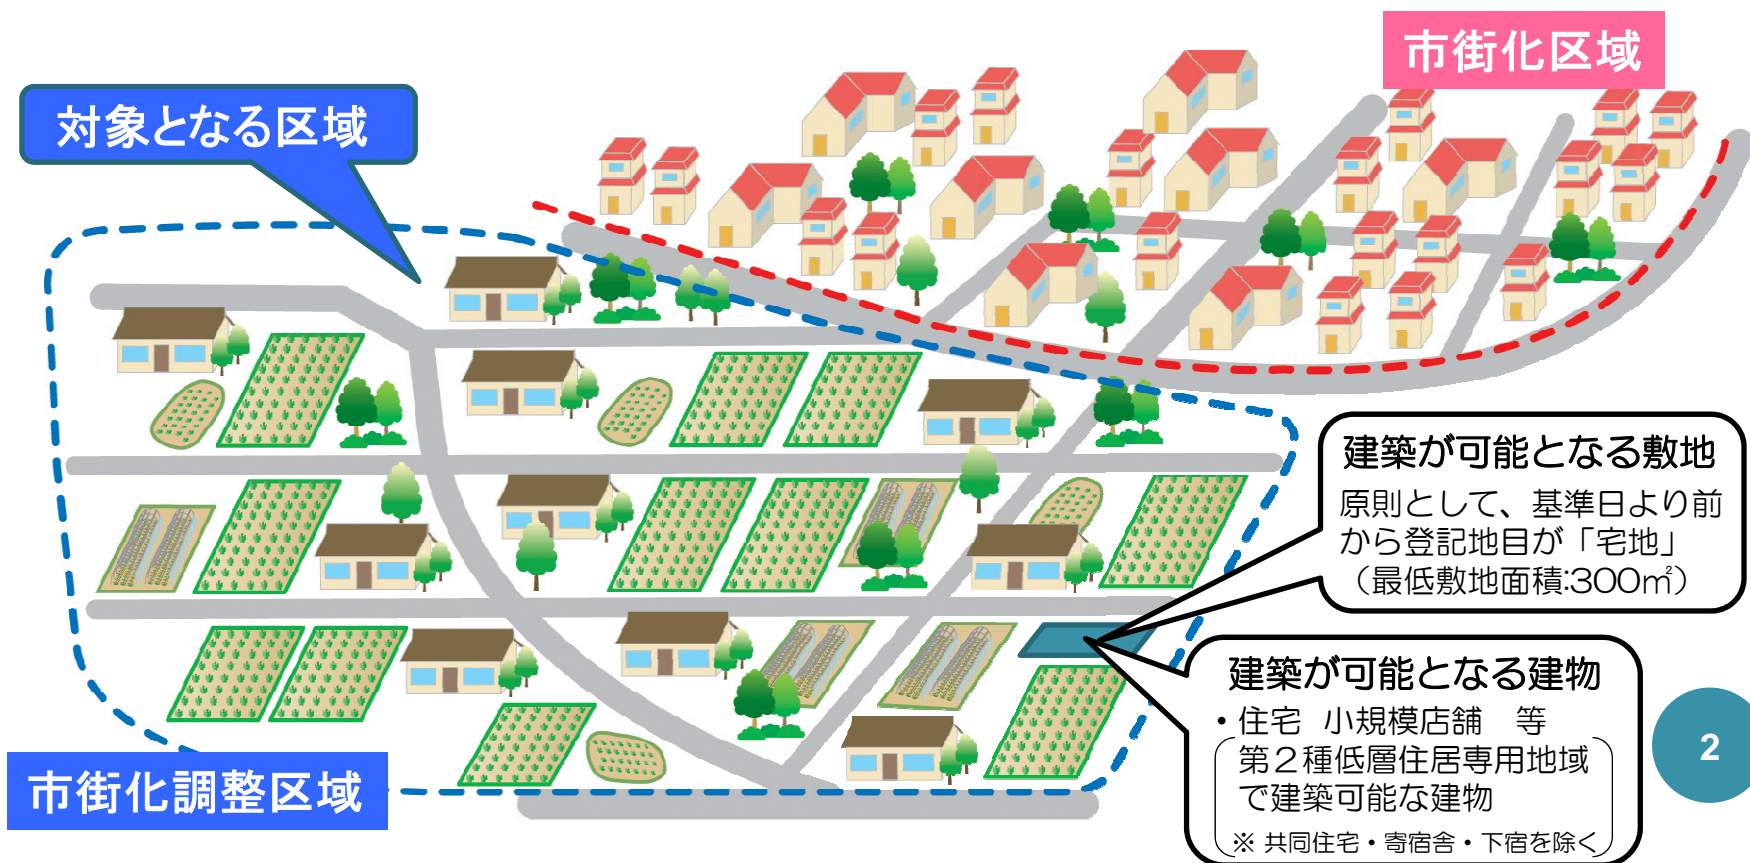 市街化区域
対象となる区域
建築が可能となる敷地
原則として、基準日より前
から登記地目が「宅地」
（最低敷地面積:300㎡）
建築が可能となる建物
・住宅 小規模店舗　等
第２種低層住居専用地域
で建築可能な建物
※ 共同住宅・寄宿舎・下宿を除く
市街化調整区域
2